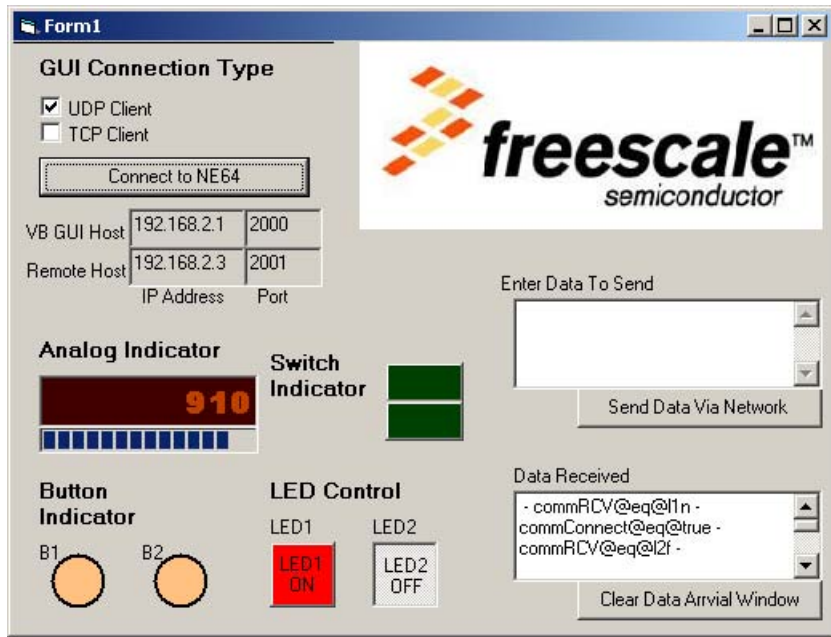 Form1
GUI Connection Type
UDP Client
TCP Client
Connect to NE64
VB GUI Host 192.168.2.1 2000
Remote Host 192.168.2.3 2001
IP Address Port
freescale™
semiconductor
Analog Indicator
910
Switch
Indicator
Enter Data To Send
Send Data Via Network
Button
Indicator
B1 B2
LED Control
LED1 LED2
LED1
ON
LED2
OFF
Data Received
- commRCV@eq@l1n -
commConnect@eq@true -
commRCV@eq@l2f -
Clear Data Arrvial Window